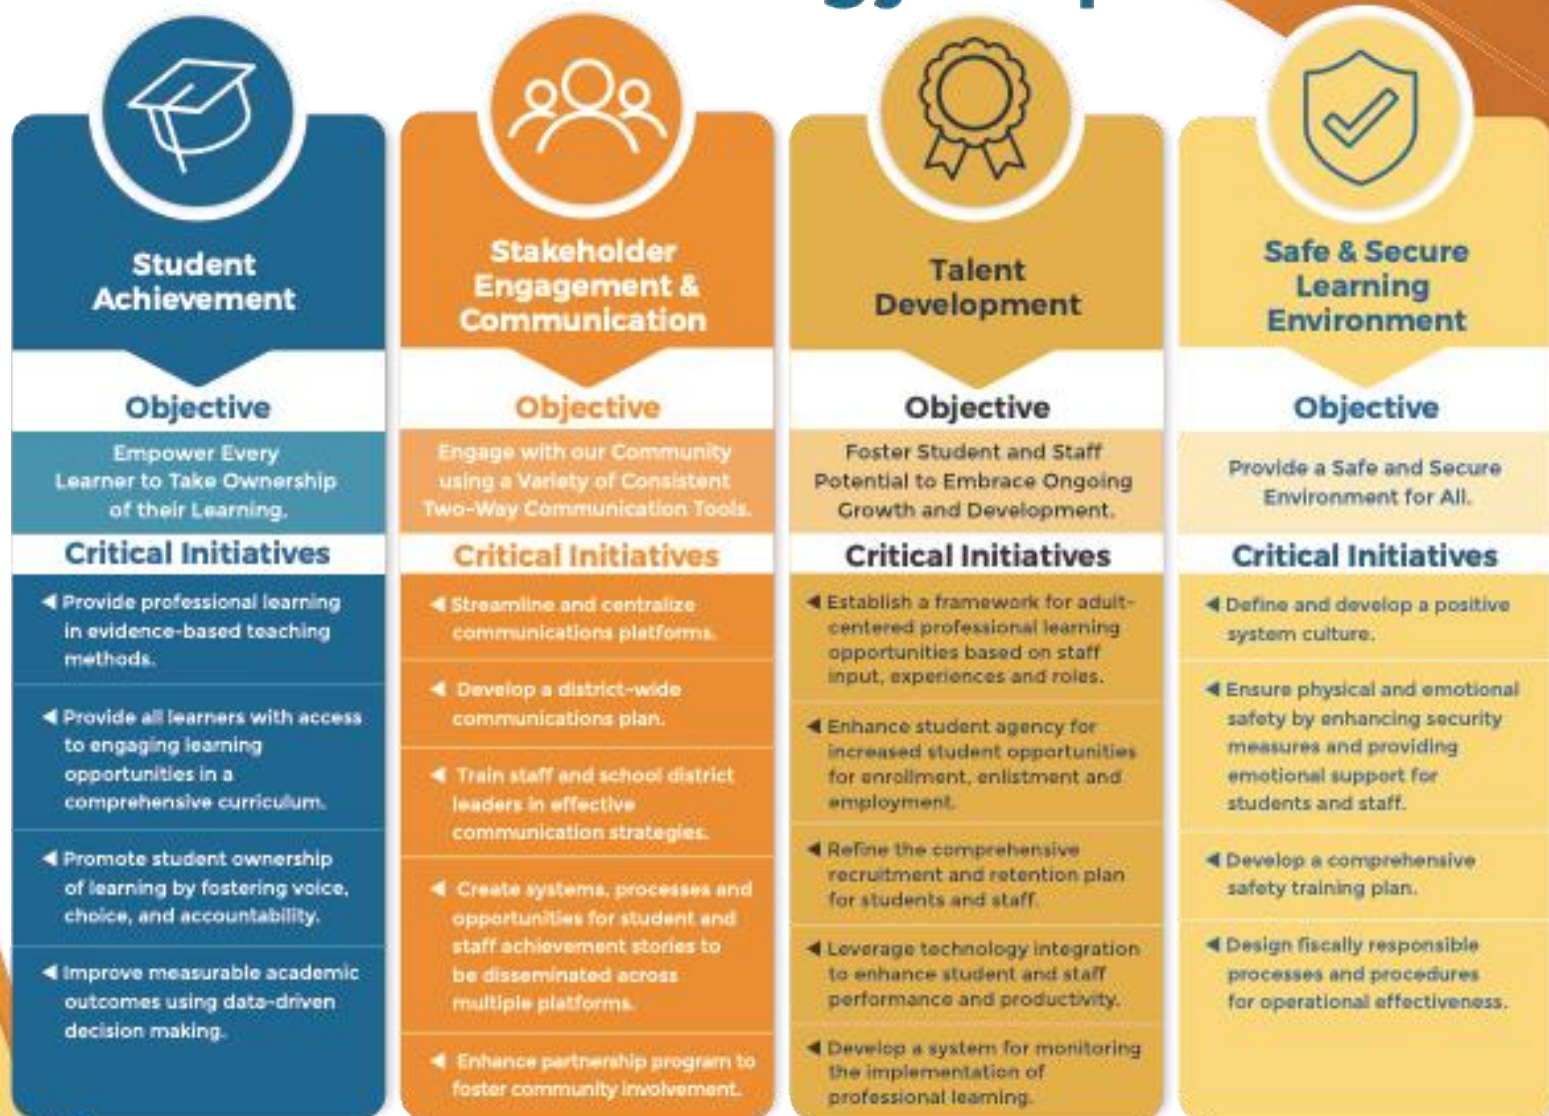 Student
Achievement
Objective
Empower Every
Learner to Take Ownership
of their Learning.
Critical Initiatives
Provide professional learning
in evidence-based teaching
methods.
Provide all learners with access
to engaging learning
opportunities in a
comprehensive curriculum.
Promote student ownership
of learning by fostering voice,
choice, and accountability.
Improve measurable academic
outcomes using data-driven
decision making.
Stakeholder
Engagement &
Communication
Objective
Engage with our Community
using a Variety of Consistent
Two-Way Communication Tools.
Critical Initiatives
Streamline and centralize
communications platforms.
Develop a district-wide
communications plan.
Train staff and school district
leaders in effective
communication strategies.
Create systems, processes and
opportunities for student and
staff achievement stories to
be disseminated across
multiple platforms.
Enhance partnership program to
foster community involvement.
Talent
Development
Objective
Foster Student and Staff
Potential to Embrace Ongoing
Growth and Development.
Critical Initiatives
Establish a framework for adult-
centered professional learning
opportunities based on staff
input, experiences and roles.
Enhance student agency for
increased student opportunities
for enrollment, enlistment and
employment.
Refine the comprehensive
recruitment and retention plan
for students and staff.
Leverage technology integration
to enhance student and staff
performance and productivity.
Develop a system for monitoring
the implementation of
professional learning.
Safe & Secure
Learning
Environment
Objective
Provide a Safe and Secure
Environment for All.
Critical Initiatives
Define and develop a positive
system culture.
Ensure physical and emotional
safety by enhancing security
measures and providing
emotional support for
students and staff.
Develop a comprehensive
safety training plan.
Design fiscally responsible
processes and procedures
for operational effectiveness.